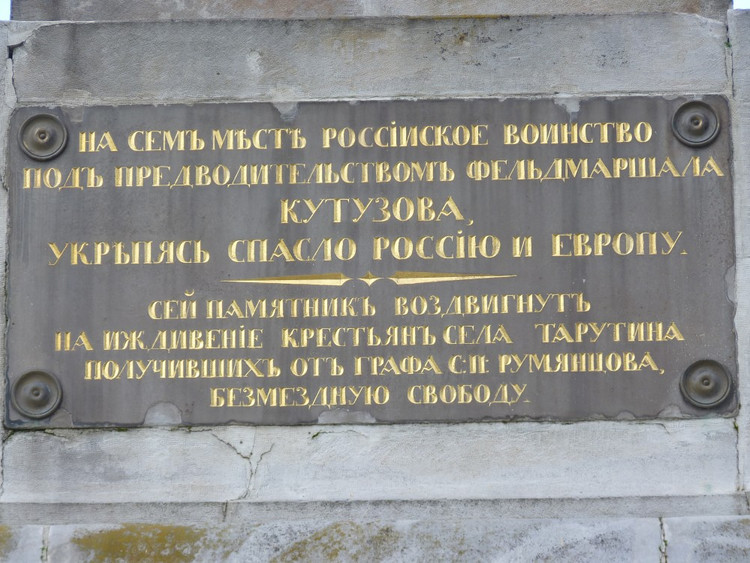 НА СЕМЪ МѢСТѢ РОССІИСКОЕ ВОИНСТВО
ПОДЪ ПРЕДВОДИТЕЛЬСТВОМЪ ФЕЛЬДМАРШАЛА
КУТУЗОВА,
УКРѢПЯСЬ СПАСЛО РОССІЮ И ЕВРОПУ.
СЕЙ ПАМЯТНИКЪ ВОЗДВИГНУТЪ
НА ИЖДИВЕНІЕ КРЕСТЬЯНЪ СЕЛА ТАРУТИНА
ПОЛУЧИВШИХЪ ОТЪ ГРАФА С:П: РУМЯНЦОВА,
БЕЗМЕЗДНУЮ СВОБОДУ.